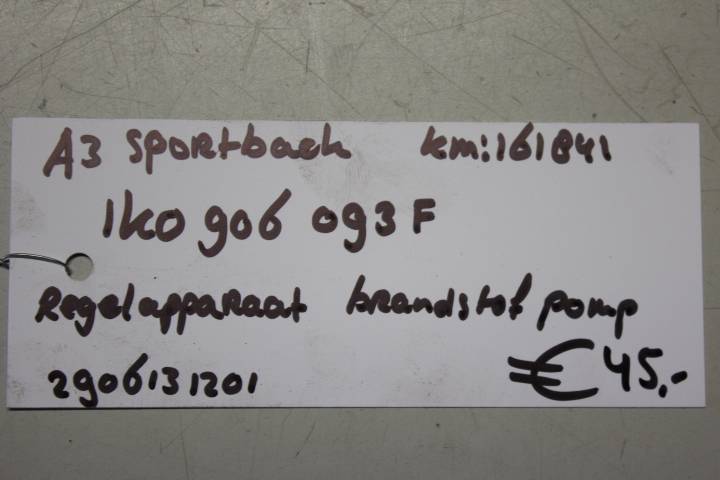 A3 Sportback km:161841
1K0 906 093 F
Regelapparaat brandstof pomp
2906131201 €45,-